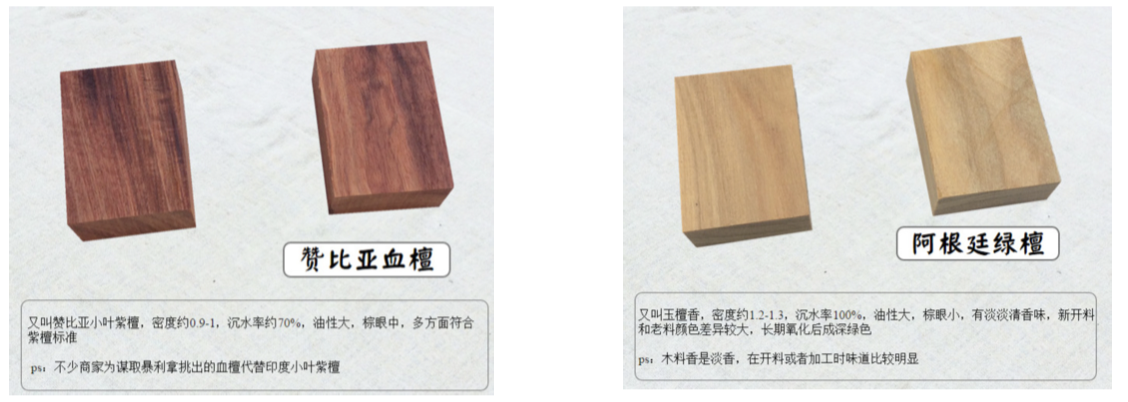 赞比亚血檀
又叫赞比亚小叶紫檀，密度约0.9-1，沉水率约70%，油性大，棕眼中，多方面符合
紫檀标准
ps：不少商家为谋取暴利拿挑出的血檀代替印度小叶紫檀
阿根廷绿檀
又叫玉檀香，密度约1.2-1.3，沉水率100%，油性大，棕眼小，有淡淡清香味，新开料
和老料颜色差异较大，长期氧化后成深绿色
ps：木料香是淡香，在开料或者加工时味道比较明显